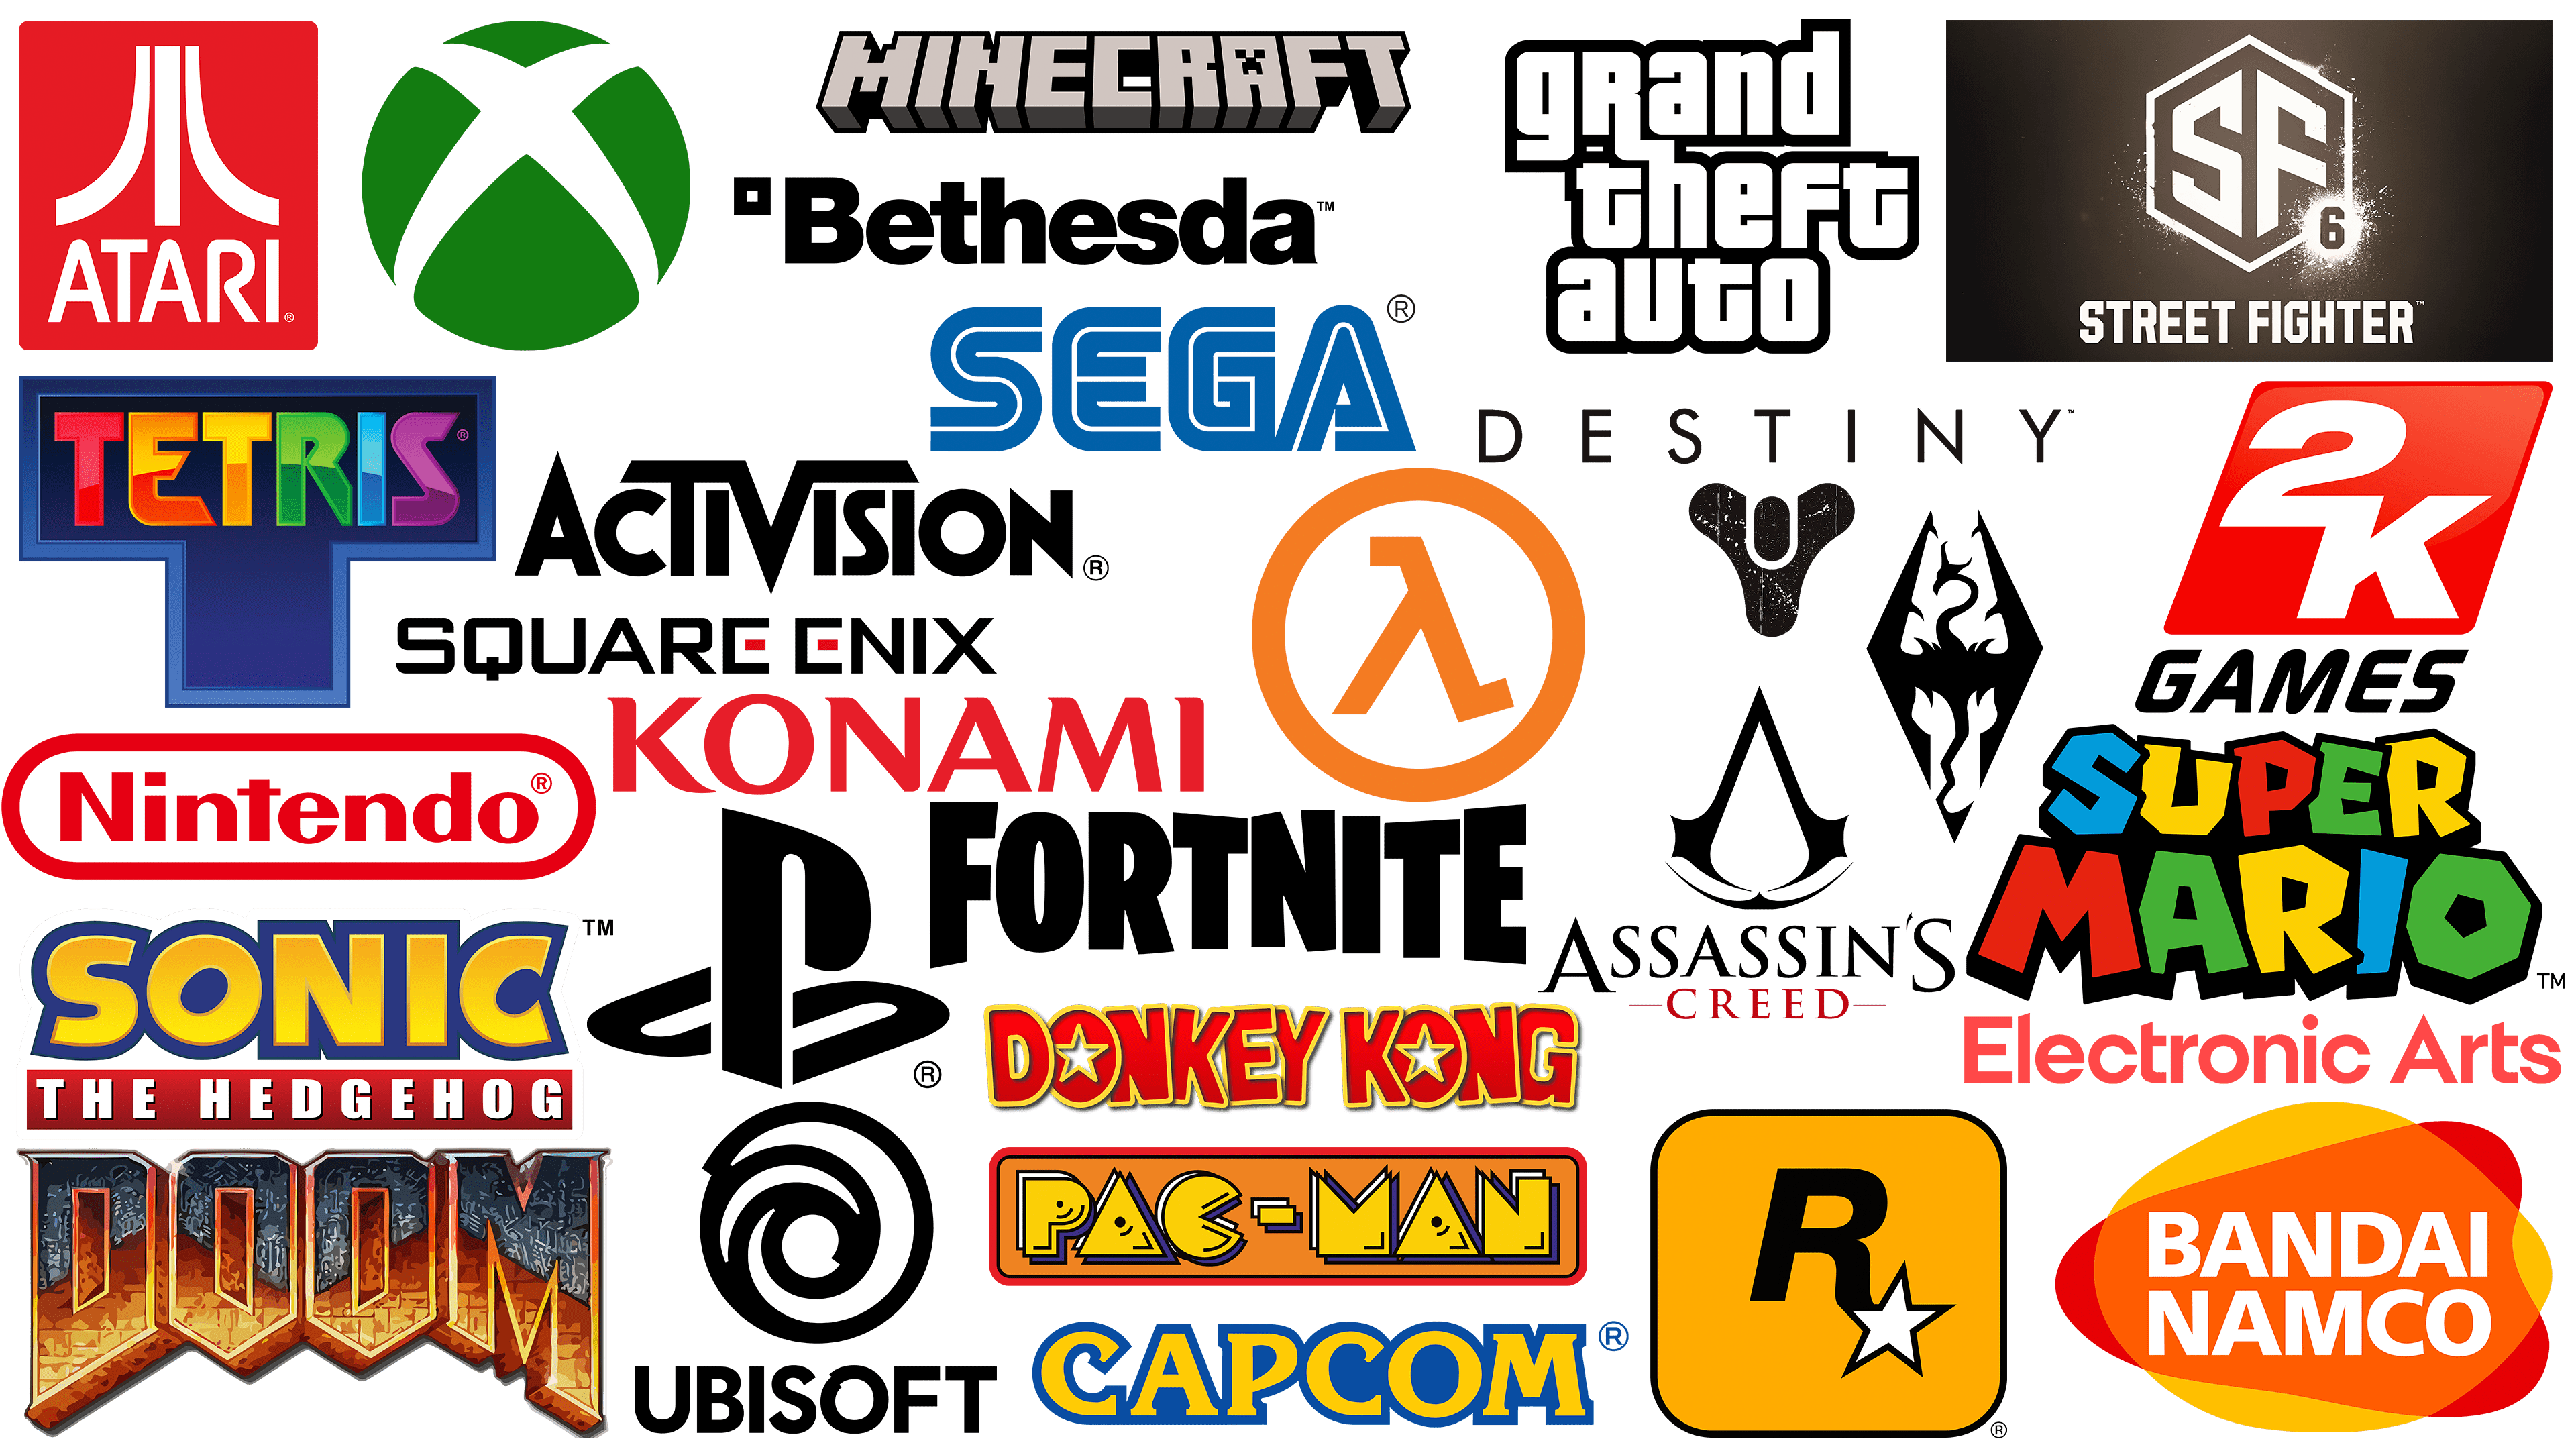 ATARI®
MINECRAFT
Bethesda™
grand
theft
auto
SF
6
STREET FIGHTER™
SEGA®
TETRIS®
DESTINY™
2K
GAMES
ACTIVISION®
λ
SQUARE ENIX
KONAMI
Nintendo®
SUPER
MARIO™
FORTNITE
ASSASSIN'S
CREED
SONIC™
THE HEDGEHOG
®
DONKEY KONG
Electronic Arts
DOOM
UBISOFT
PAC-MAN
CAPCOM®
R
®
BANDAI
NAMCO